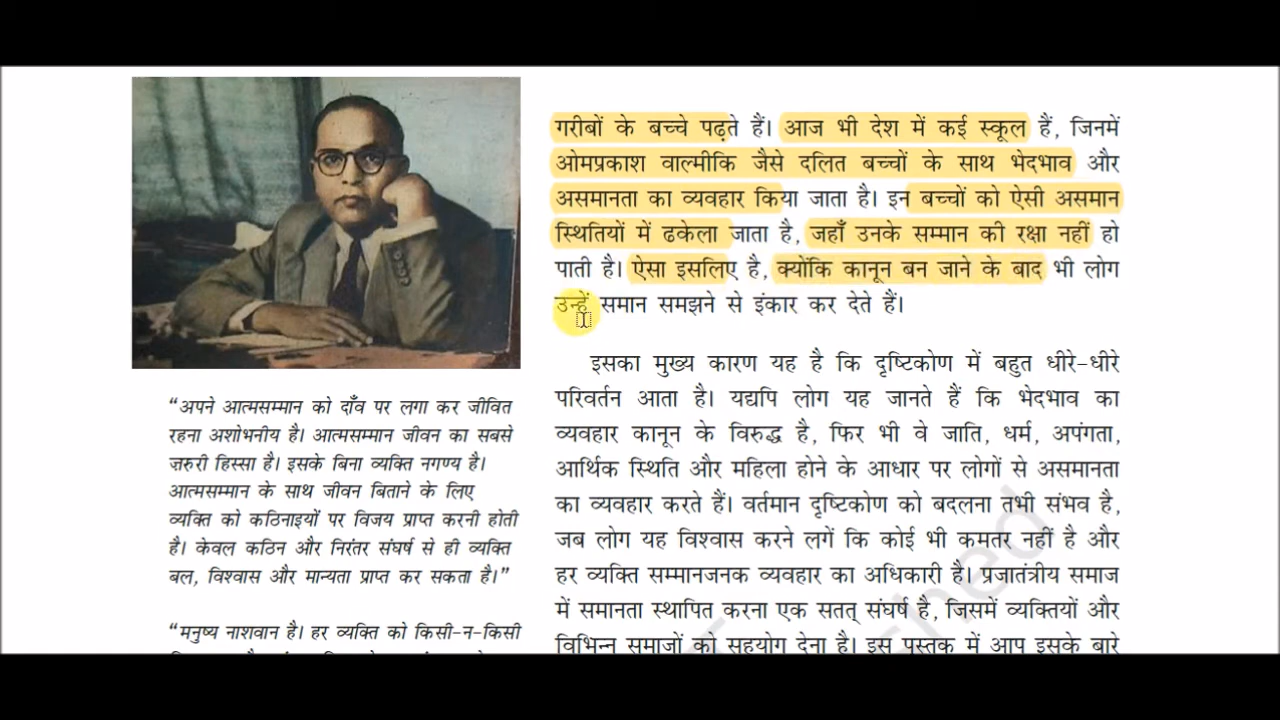 “अपने आत्मसम्मान को दाँव पर लगा कर जीवित
रहना अशोभनीय है। आत्मसम्मान जीवन का सबसे
जरुरी हिस्सा है। इसके बिना व्यक्ति नगण्य है।
आत्मसम्मान के साथ जीवन बिताने के लिए
व्यक्ति को कठिनाइयों पर विजय प्राप्त करनी होती
है। केवल कठिन और निरंतर संघर्ष से ही व्यक्ति
बल, विश्वास और मान्यता प्राप्त कर सकता है।”
“मनुष्य नाशवान है। हर व्यक्ति को किसी-न-किसी
गरीबों के बच्चे पढ़ते हैं। आज भी देश में कई स्कूल हैं, जिनमें
ओमप्रकाश वाल्मीकि जैसे दलित बच्चों के साथ भेदभाव और
असमानता का व्यवहार किया जाता है। इन बच्चों को ऐसी असमान
स्थितियों में ढकेला जाता है, जहाँ उनके सम्मान की रक्षा नहीं हो
पाती है। ऐसा इसलिए है, क्योंकि कानून बन जाने के बाद भी लोग
उन्हें समान समझने से इंकार कर देते हैं।
इसका मुख्य कारण यह है कि दृष्टिकोण में बहुत धीरे-धीरे
परिवर्तन आता है। यद्यपि लोग यह जानते हैं कि भेदभाव का
व्यवहार कानून के विरुद्ध है, फिर भी वे जाति, धर्म, अपंगता,
आर्थिक स्थिति और महिला होने के आधार पर लोगों से असमानता
का व्यवहार करते हैं। वर्तमान दृष्टिकोण को बदलना तभी संभव है,
जब लोग यह विश्वास करने लगें कि कोई भी कमतर नहीं है और
हर व्यक्ति सम्मानजनक व्यवहार का अधिकारी है। प्रजातंत्रीय समाज
में समानता स्थापित करना एक सतत् संघर्ष है, जिसमें व्यक्तियों और
विभिन्न समाजों को सहयोग देना है। इस पुस्तक में आप इसके बारे